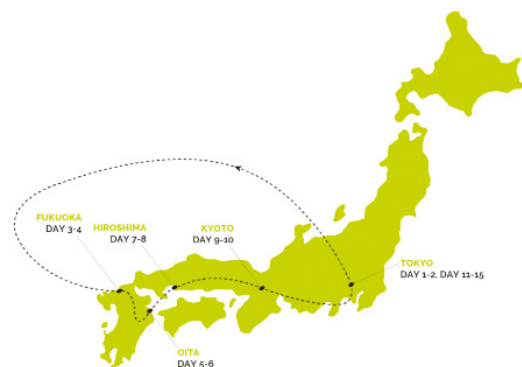 FUKUOKA
DAY 3-4
HIROSHIMA
DAY 7-8
KYOTO
DAY 9-10
TOKYO
DAY 1-2, DAY 11-15
OITA
DAY 5-6